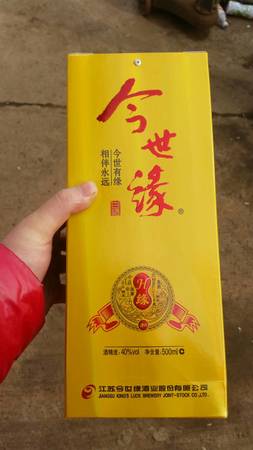 今世缘®
今世有缘
相伴永远
缘
酒精度:40%vol 净含量:500ml
江苏今世缘酒业股份有限公司
JIANGSU KING'S LUCK BREWERY JOINT-STOCK CO.,LTD.